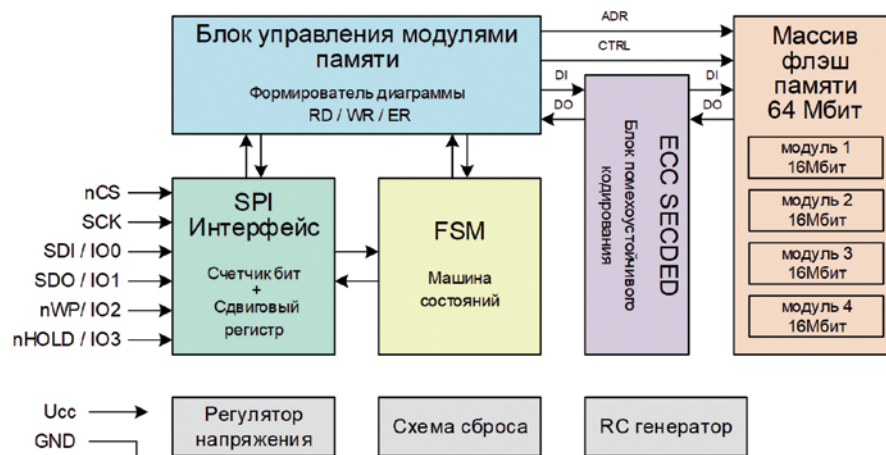 Блок управления модулями
памяти
Формирователь диаграммы
RD / WR / ER
ADR
CTRL
DI
DO
DI
DO
Массив
флэш
памяти
64 Мбит
модуль 1
16Мбит
модуль 2
16Мбит
модуль 3
16Мбит
модуль 4
16Мбит
ECC SECDED
Блок помехоустойчивого
кодирования
nCS
SCK
SDI / IO0
SDO / IO1
nWP/ IO2
nHOLD / IO3
SPI
Интерфейс
Счетчик бит
+
Сдвиговый
регистр
FSM
Машина
состояний
Ucc
GND
Регулятор
напряжения
Схема сброса
RC генератор